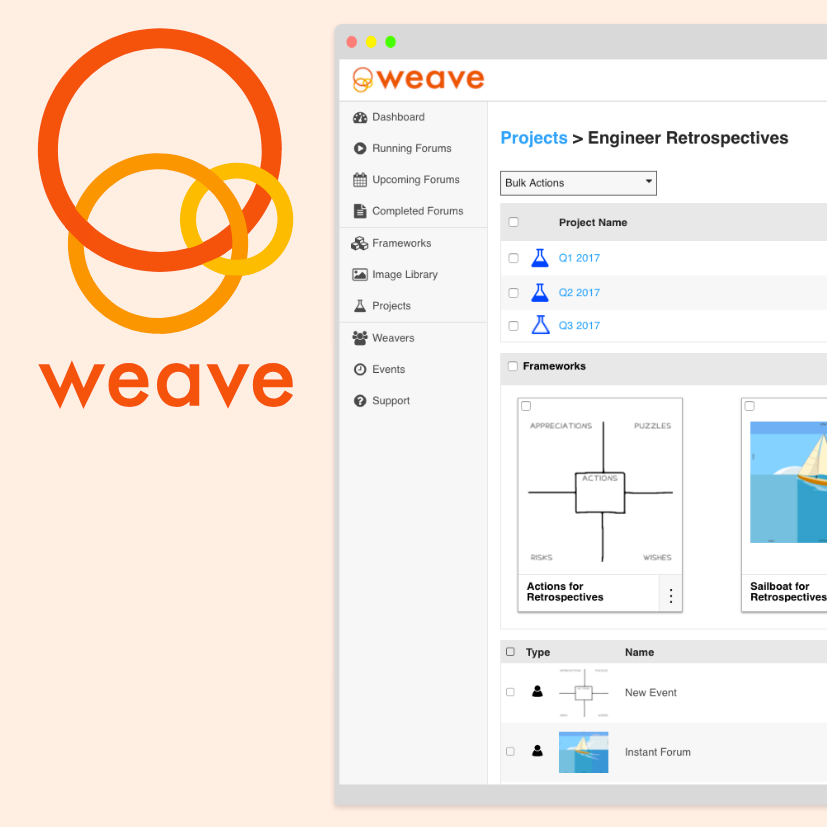 weave
weave
Dashboard
Running Forums
Upcoming Forums
Completed Forums
Frameworks
Image Library
Projects
Weavers
Events
Support
Projects > Engineer Retrospectives
Bulk Actions
Project Name
Q1 2017
Q2 2017
Q3 2017
Frameworks
APPRECIATIONS PUZZLES
ACTIONS
RISKS WISHES
Actions for
Retrospectives
Sailboat for
Retrospectives
Type Name
New Event
Instant Forum